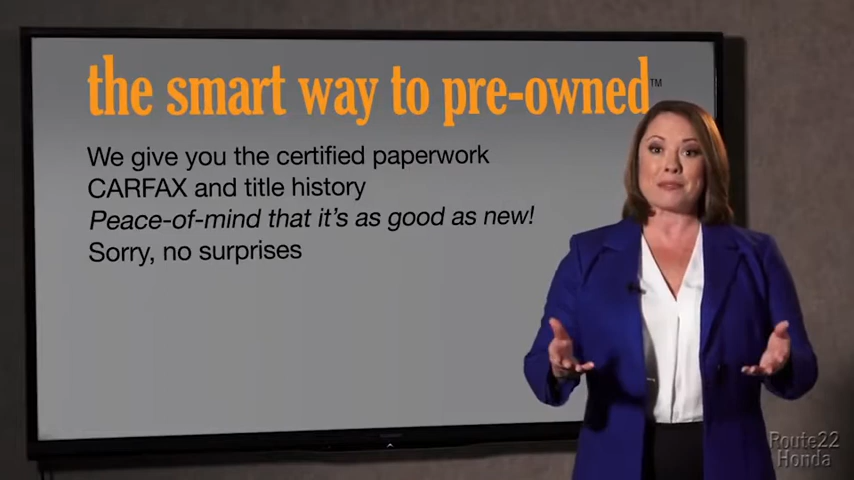 the smart way to pre-owned™
We give you the certified paperwork
CARFAX and title history
Peace-of-mind that it's as good as new!
Sorry, no surprises
Route22
Honda